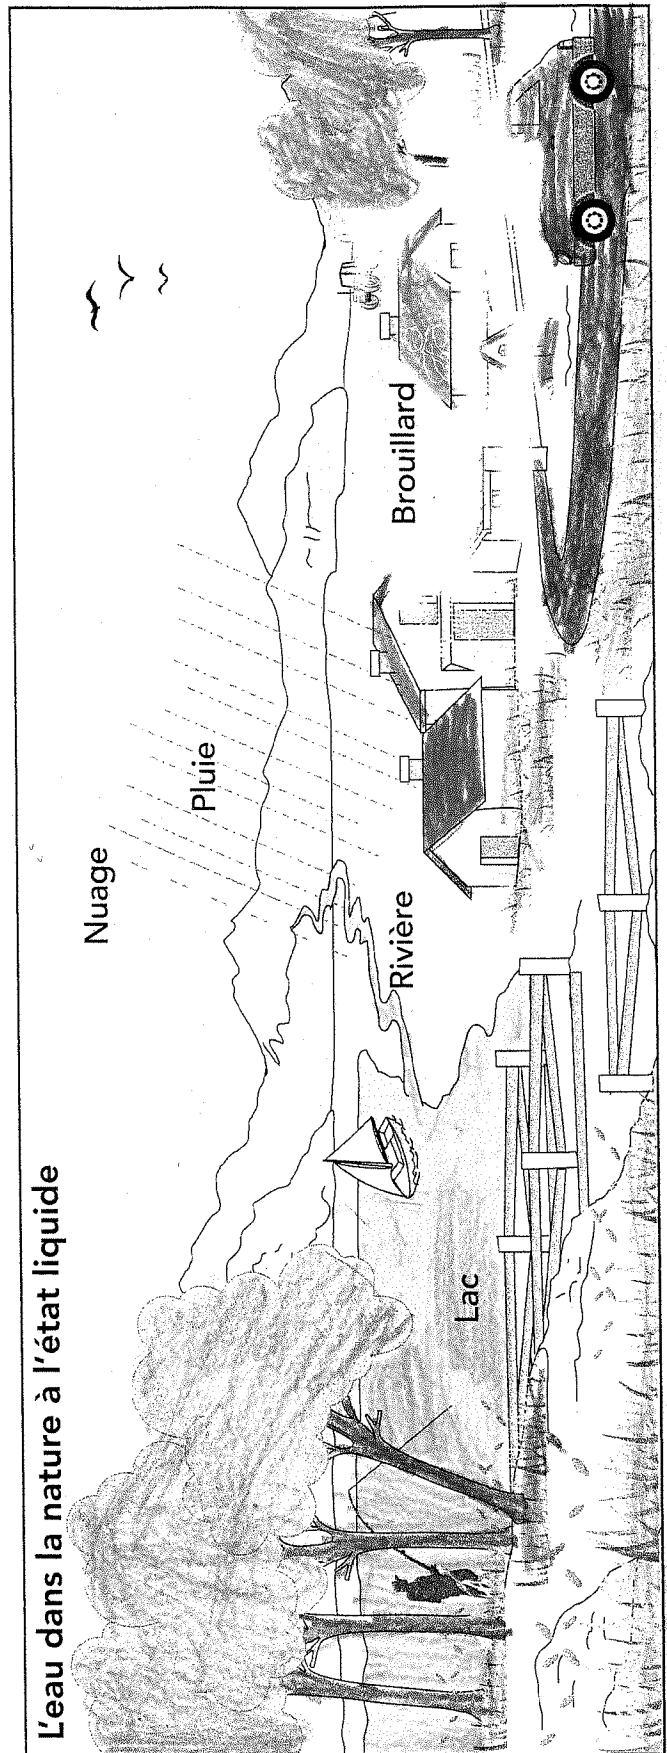 L'eau dans la nature à l'état liquide
Nuage
Pluie
Rivière
Brouillard
Lac